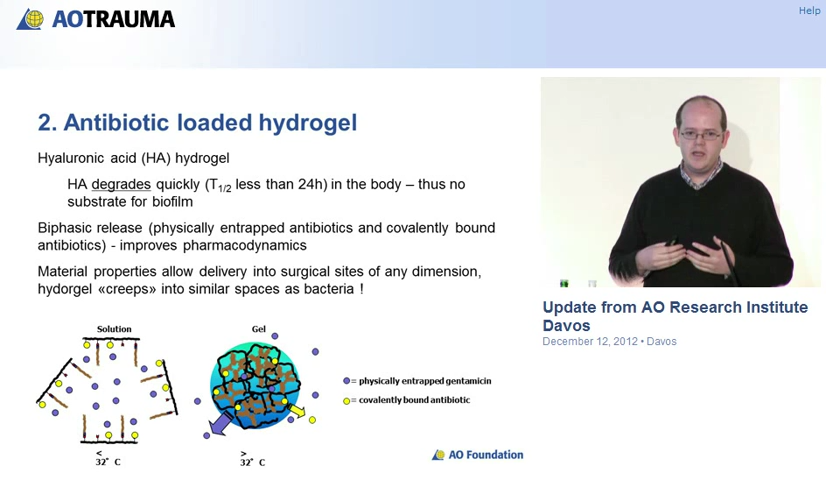 Help
AOTRAUMA
2. Antibiotic loaded hydrogel
Hyaluronic acid (HA) hydrogel
HA degrades quickly (T1/2 less than 24h) in the body – thus no
substrate for biofilm
Biphasic release (physically entrapped antibiotics and covalently bound
antibiotics) - improves pharmacodynamics
Material properties allow delivery into surgical sites of any dimension,
hydorgel «creeps» into similar spaces as bacteria !
Solution
Gel
= physically entrapped gentamicin
= covalently bound antibiotic
<
32° C
>
32° C
AO Foundation
Update from AO Research Institute
Davos
December 12, 2012 • Davos